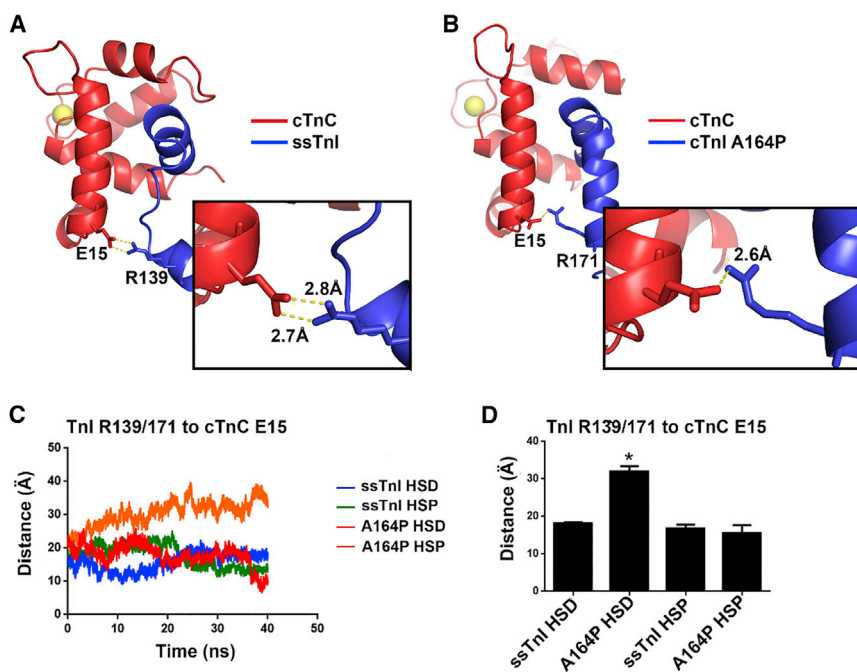 A
cTnC
ssTnI
E15
R139
2.8Å
2.7Å
B
cTnC
cTnI A164P
E15
R171
2.6Å
C
TnI R139/171 to cTnC E15
Distance (Ä)
50
40
30
20
10
0
0 10 20 30 40 50
Time (ns)
ssTnI HSD
ssTnI HSP
A164P HSD
A164P HSP
D
TnI R139/171 to cTnC E15
Distance (Ä)
50
40
30
20
10
0
*
ssTnI HSD
A164P HSD
ssTnI HSP
A164P HSP